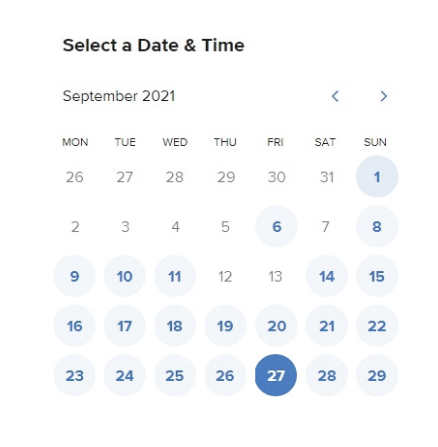 Select a Date & Time
September 2021
MON TUE WED THU FRI SAT SUN
26 27 28 29 30 31 1
2 3 4 5 6 7 8
9 10 11 12 13 14 15
16 17 18 19 20 21 22
23 24 25 26 27 28 29